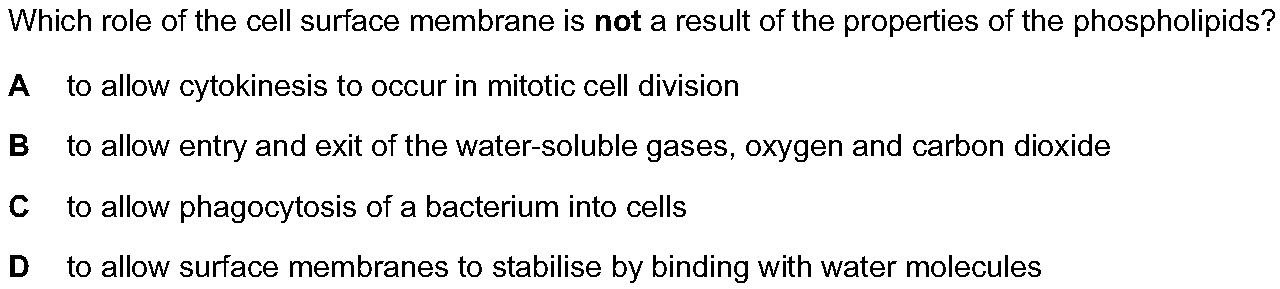 Which role of the cell surface membrane is not a result of the properties of the phospholipids?
A to allow cytokinesis to occur in mitotic cell division
B to allow entry and exit of the water-soluble gases, oxygen and carbon dioxide
C to allow phagocytosis of a bacterium into cells
D to allow surface membranes to stabilise by binding with water molecules